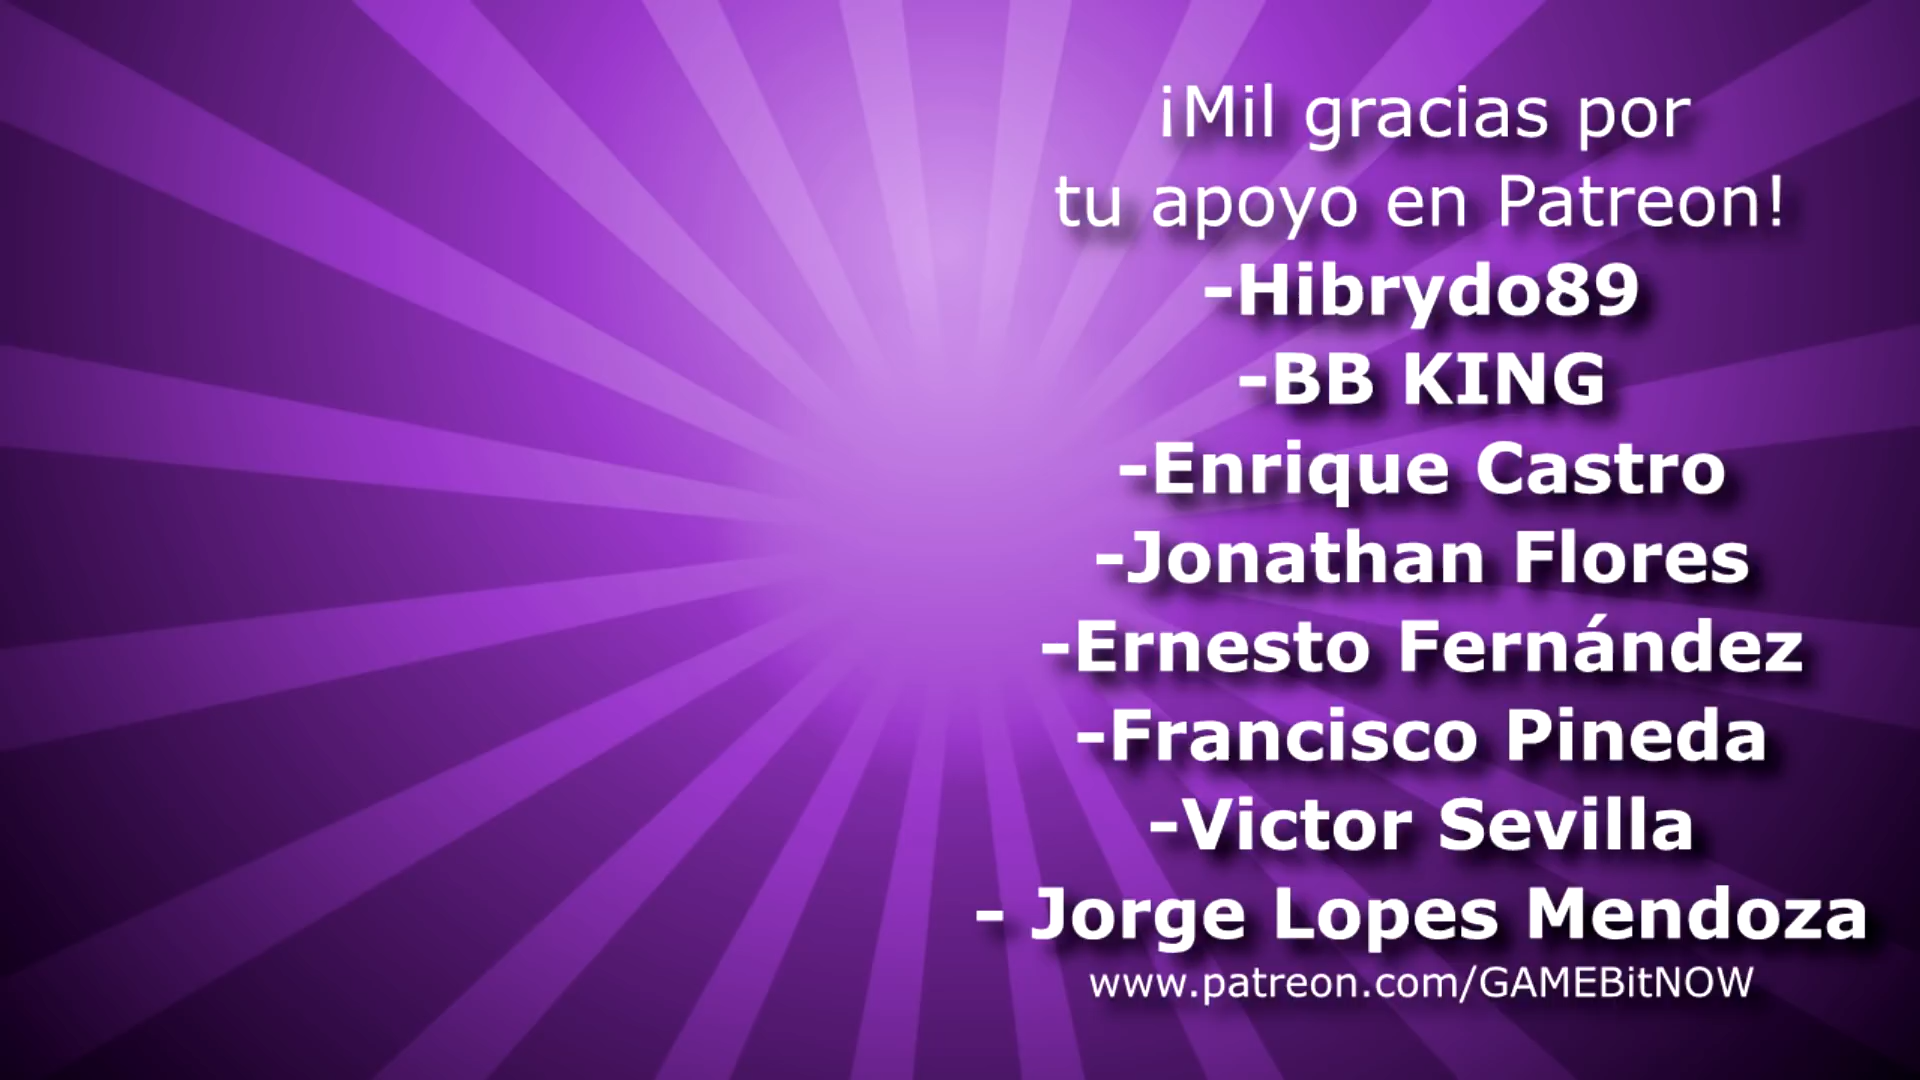 ¡Mil gracias por
tu apoyo en Patreon!
-Hibrydo89
-BB KING
-Enrique Castro
-Jonathan Flores
-Ernesto Fernández
-Francisco Pineda
-Victor Sevilla
- Jorge Lopes Mendoza
www.patreon.com/GAMEBitNOW